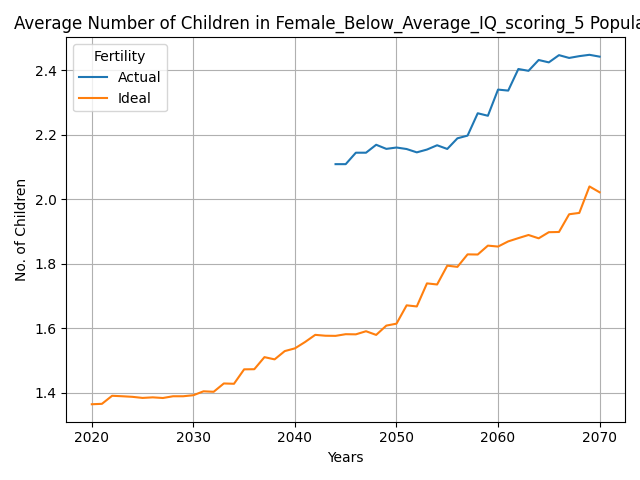 Average Number of Children in Female_Below_Average_IQ_scoring_5 Popula
Fertility
Actual
Ideal
2.4
2.2
2.0
1.8
1.6
1.4
No. of Children
2020 2030 2040 2050 2060 2070
Years